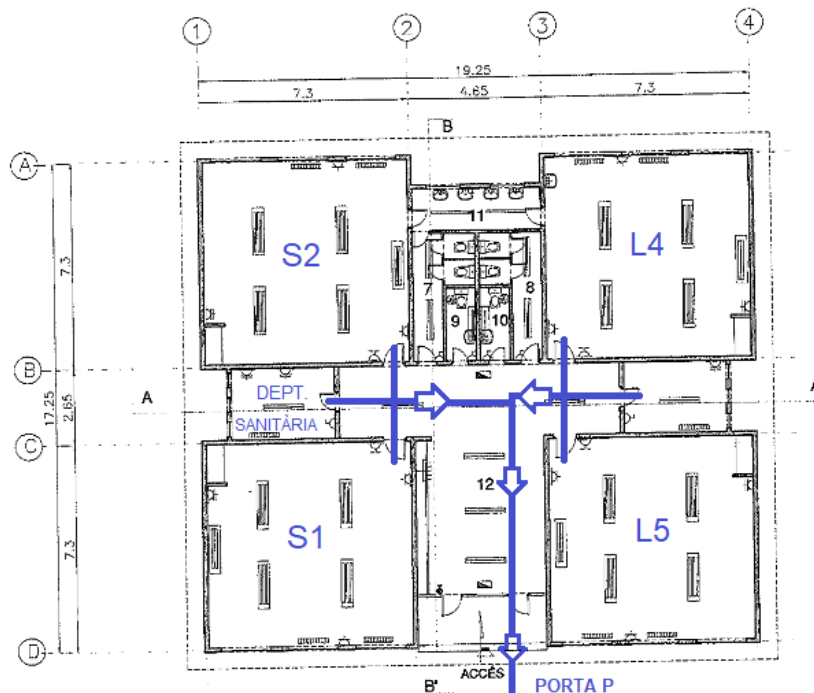 1 2 3 4
19.25
7.3 4.65 7.3
B
A
11
S2 L4
7.3
7 8
9 10
B
A DEPT. A
SANITÀRIA
17.25 2.65
C
12
S1 L5
7.3
D
ACCÉS
B' PORTA P